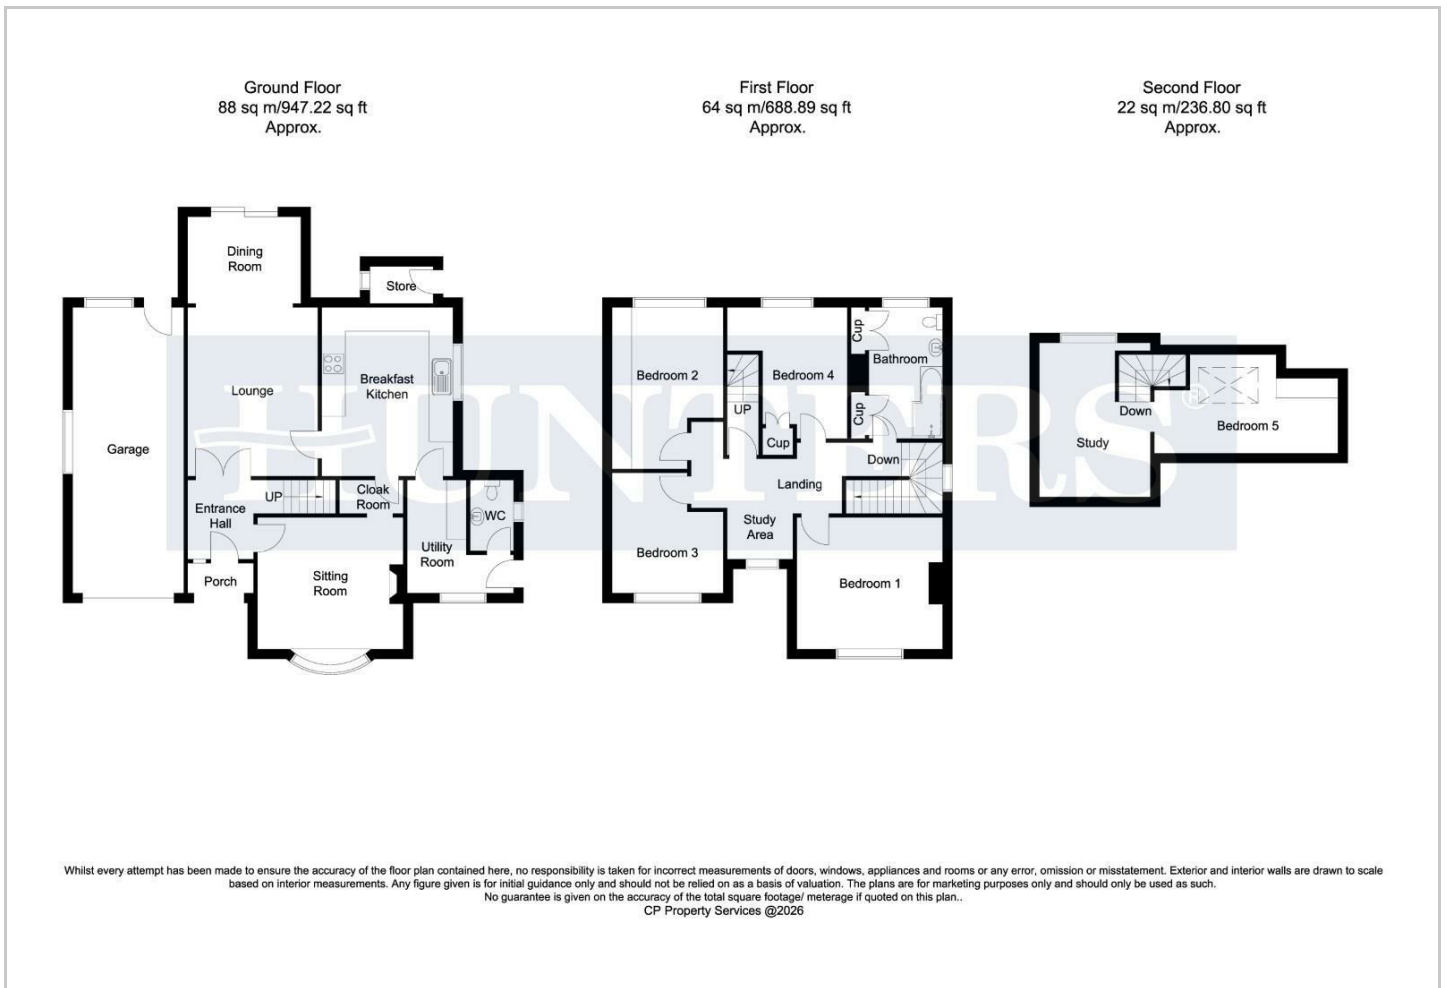 Ground Floor
88 sq m/947.22 sq ft
Approx.
First Floor
64 sq m/688.89 sq ft
Approx.
Second Floor
22 sq m/236.80 sq ft
Approx.
Dining
Room
Store
Lounge
Breakfast
Kitchen
Garage
UP
Cloak
Room
Entrance
Hall
WC
Utility
Room
Porch
Sitting
Room
Cup
Bathroom
Bedroom 2
Bedroom 4
UP
Cup
Cup
Down
Landing
Study
Area
Bedroom 3
Bedroom 1
Down
Bedroom 5
Study
HUNTERS®
Whilst every attempt has been made to ensure the accuracy of the floor plan contained here, no responsibility is taken for incorrect measurements of doors, windows, appliances and rooms or any error, omission or misstatement. Exterior and interior walls are drawn to scale
based on interior measurements. Any figure given is for initial guidance only and should not be relied on as a basis of valuation. The plans are for marketing purposes only and should only be used as such.
No guarantee is given on the accuracy of the total square footage/ meterage if quoted on this plan..
CP Property Services @2026